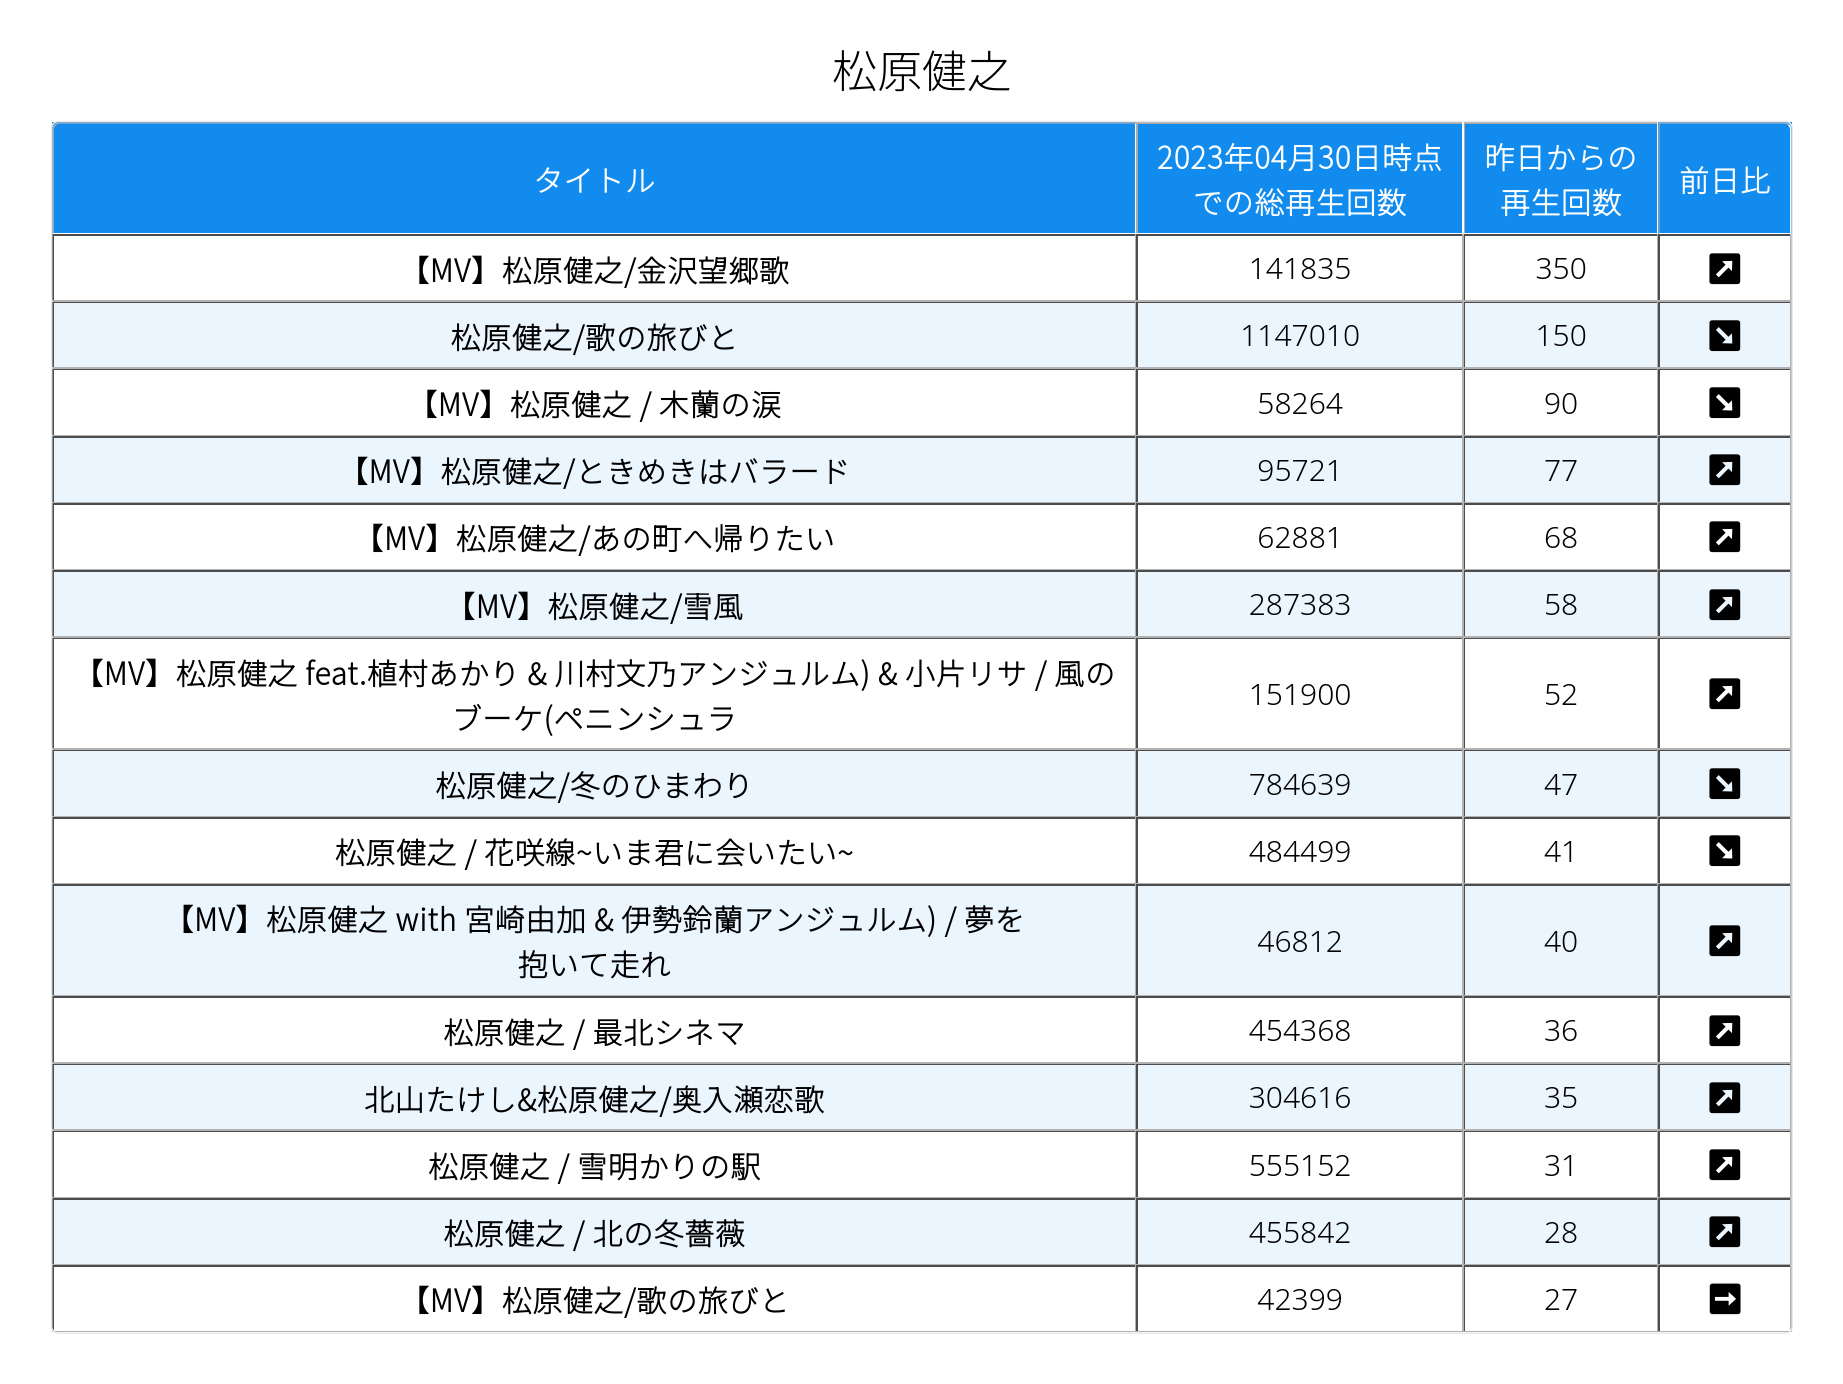 松原健之
タイトル
2023年04月30日時点
での総再生回数
昨日からの
再生回数
前日比
【MV】松原健之/金沢望郷歌 141835 350 ↗
松原健之/歌の旅びと 1147010 150 ↘
【MV】松原健之 / 木蘭の涙 58264 90 ↘
【MV】松原健之/ときめきはバラード 95721 77 ↗
【MV】松原健之/あの町へ帰りたい 62881 68 ↗
【MV】松原健之/雪風 287383 58 ↗
【MV】松原健之 feat.植村あかり & 川村文乃アンジュルム) & 小片リサ / 風の
ブーケ(ペニンシュラ
151900 52 ↗
松原健之/冬のひまわり 784639 47 ↘
松原健之 / 花咲線~いま君に会いたい~ 484499 41 ↘
【MV】松原健之 with 宮崎由加 & 伊勢鈴蘭アンジュルム) / 夢を
抱いて走れ
46812 40 ↗
松原健之 / 最北シネマ 454368 36 ↗
北山たけし&松原健之/奥入瀬恋歌 304616 35 ↗
松原健之 / 雪明かりの駅 555152 31 ↗
松原健之 / 北の冬薔薇 455842 28 ↗
【MV】松原健之/歌の旅びと 42399 27 →